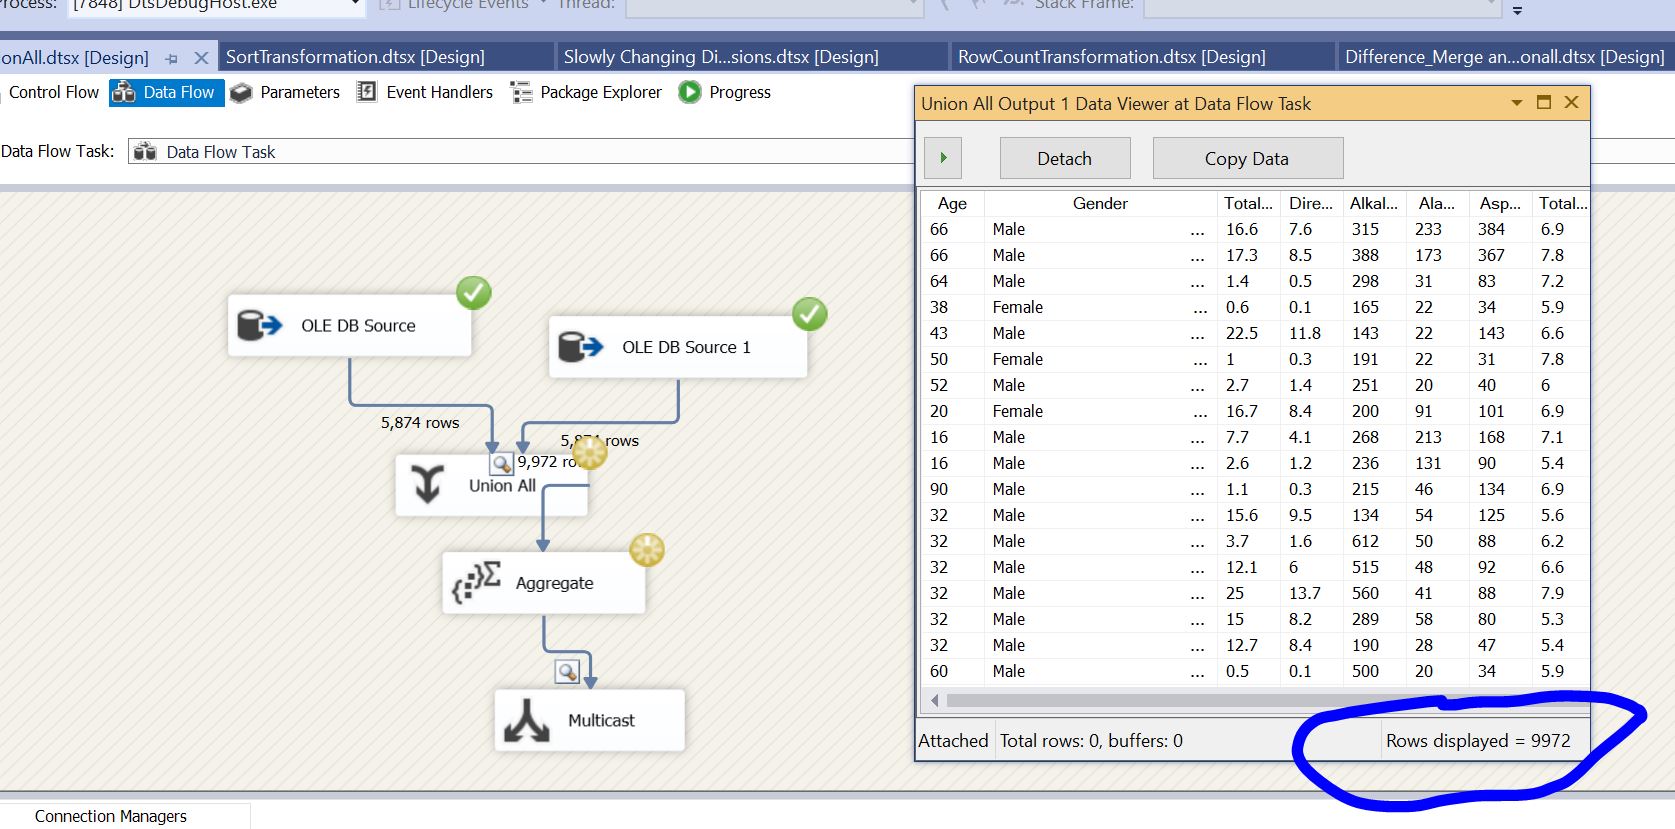 rocess: [7848] DtsDebugHost.exe Lifecycle Events Thread: Stack Frame:
onAll.dtsx [Design] SortTransformation.dtsx [Design] Slowly Changing Di...sions.dtsx [Design] RowCountTransformation.dtsx [Design] Difference_Merge an...onall.dtsx [Design]
Control Flow Data Flow Parameters Event Handlers Package Explorer Progress
Data Flow Task: Data Flow Task
OLE DB Source
OLE DB Source 1
5,874 rows
rows
9,972
Union All
Aggregate
Multicast
Union All Output 1 Data Viewer at Data Flow Task
Detach Copy Data
Age Gender Total... Dire... Alkal... Ala... Asp... Total...
66 Male ... 16.6 7.6 315 233 384 6.9
66 Male ... 17.3 8.5 388 173 367 7.8
64 Male ... 1.4 0.5 298 31 83 7.2
38 Female ... 0.6 0.1 165 22 34 5.9
43 Male ... 22.5 11.8 143 22 143 6.6
50 Female ... 1 0.3 191 22 31 7.8
52 Male ... 2.7 1.4 251 20 40 6
20 Female ... 16.7 8.4 200 91 101 6.9
16 Male ... 7.7 4.1 268 213 168 7.1
16 Male ... 2.6 1.2 236 131 90 5.4
90 Male ... 1.1 0.3 215 46 134 6.9
32 Male ... 15.6 9.5 134 54 125 5.6
32 Male ... 3.7 1.6 612 50 88 6.2
32 Male ... 12.1 6 515 48 92 6.6
32 Male ... 25 13.7 560 41 88 7.9
32 Male ... 15 8.2 289 58 80 5.3
32 Male ... 12.7 8.4 190 28 47 5.4
60 Male ... 0.5 0.1 500 20 34 5.9
Attached Total rows: 0, buffers: 0 Rows displayed = 9972
Connection Managers